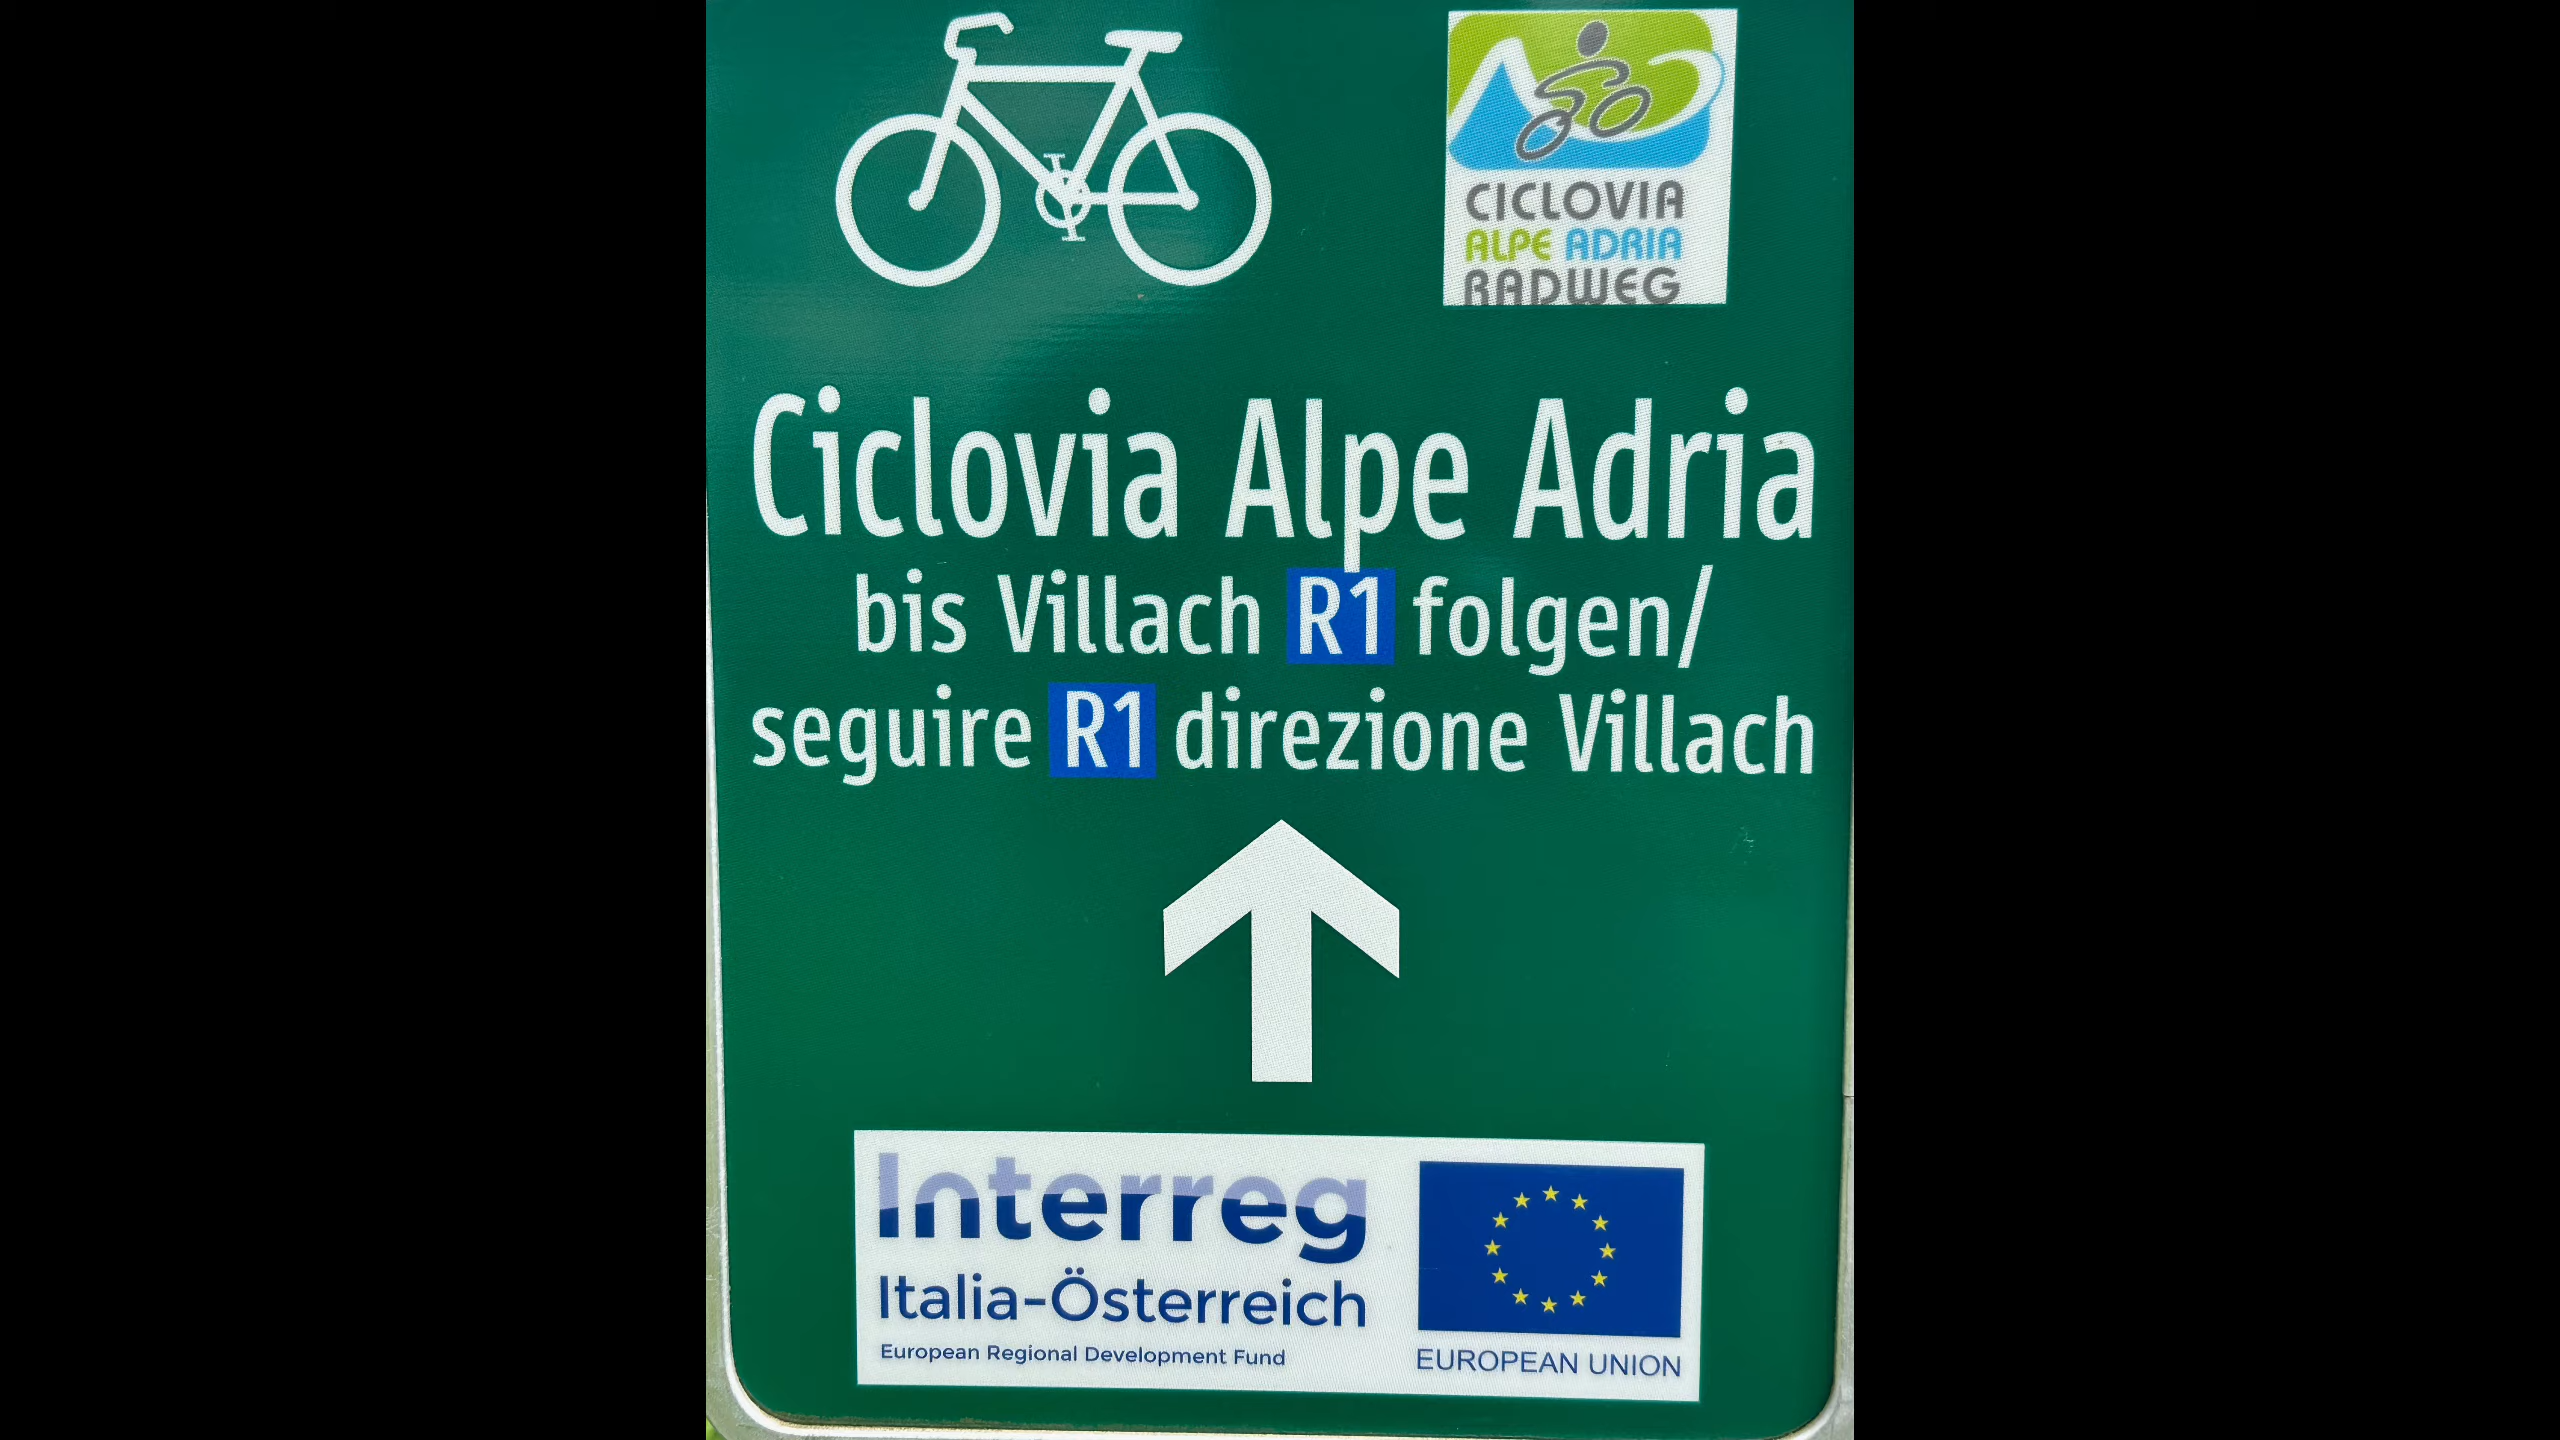 CICLOVIA
ALPE ADRIA
RADWEG
Ciclovia Alpe Adria
bis Villach R1 folgen/
seguire R1 direzione Villach
Interreg
Italia-Österreich
European Regional Development Fund
EUROPEAN UNION